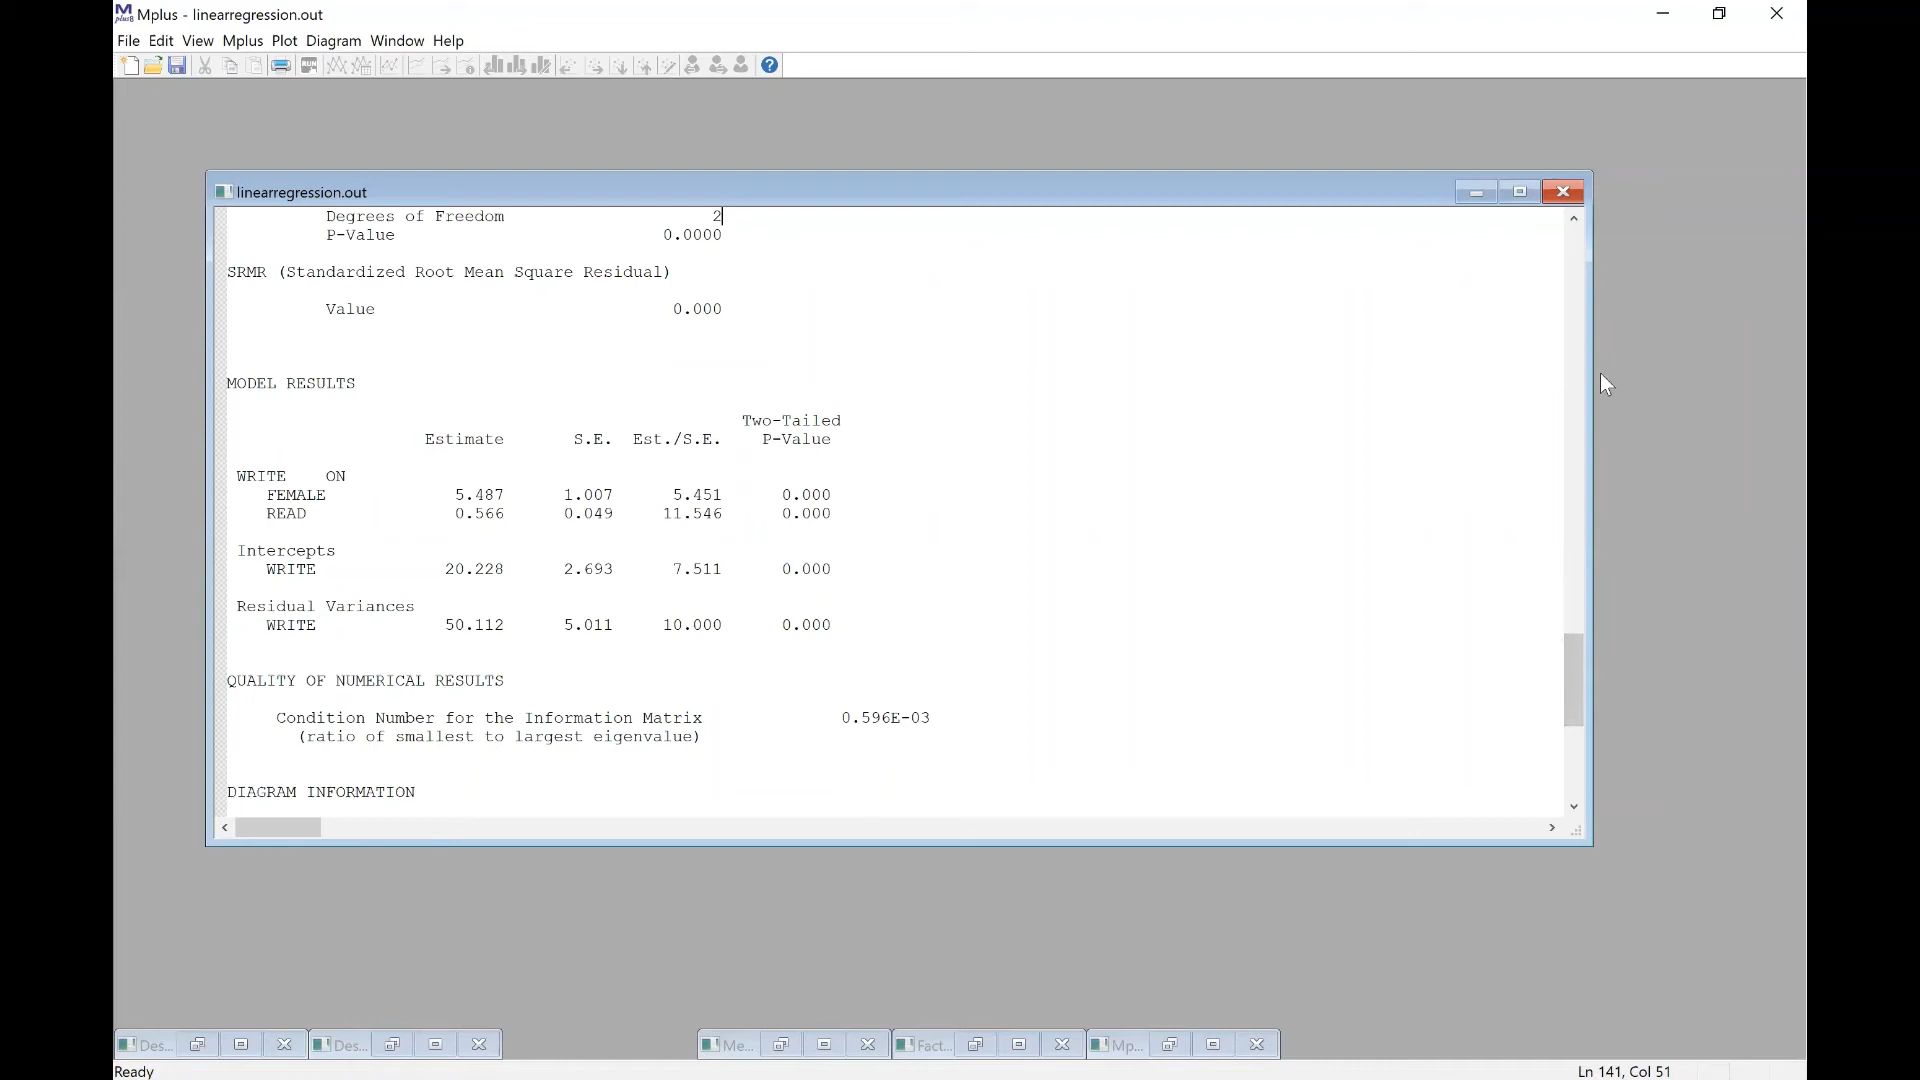 Mplus - linearregression.out
File Edit View Mplus Plot Diagram Window Help
linearregression.out
Degrees of Freedom 2
P-Value 0.0000
SRMR (Standardized Root Mean Square Residual)
Value 0.000
MODEL RESULTS
Two-Tailed
Estimate S.E. Est./S.E. P-Value
WRITE ON
FEMALE 5.487 1.007 5.451 0.000
READ 0.566 0.049 11.546 0.000
Intercepts
WRITE 20.228 2.693 7.511 0.000
Residual Variances
WRITE 50.112 5.011 10.000 0.000
QUALITY OF NUMERICAL RESULTS
Condition Number for the Information Matrix 0.596E-03
(ratio of smallest to largest eigenvalue)
DIAGRAM INFORMATION
Des... Des... Me... Fact... Mp...
Ready Ln 141, Col 51